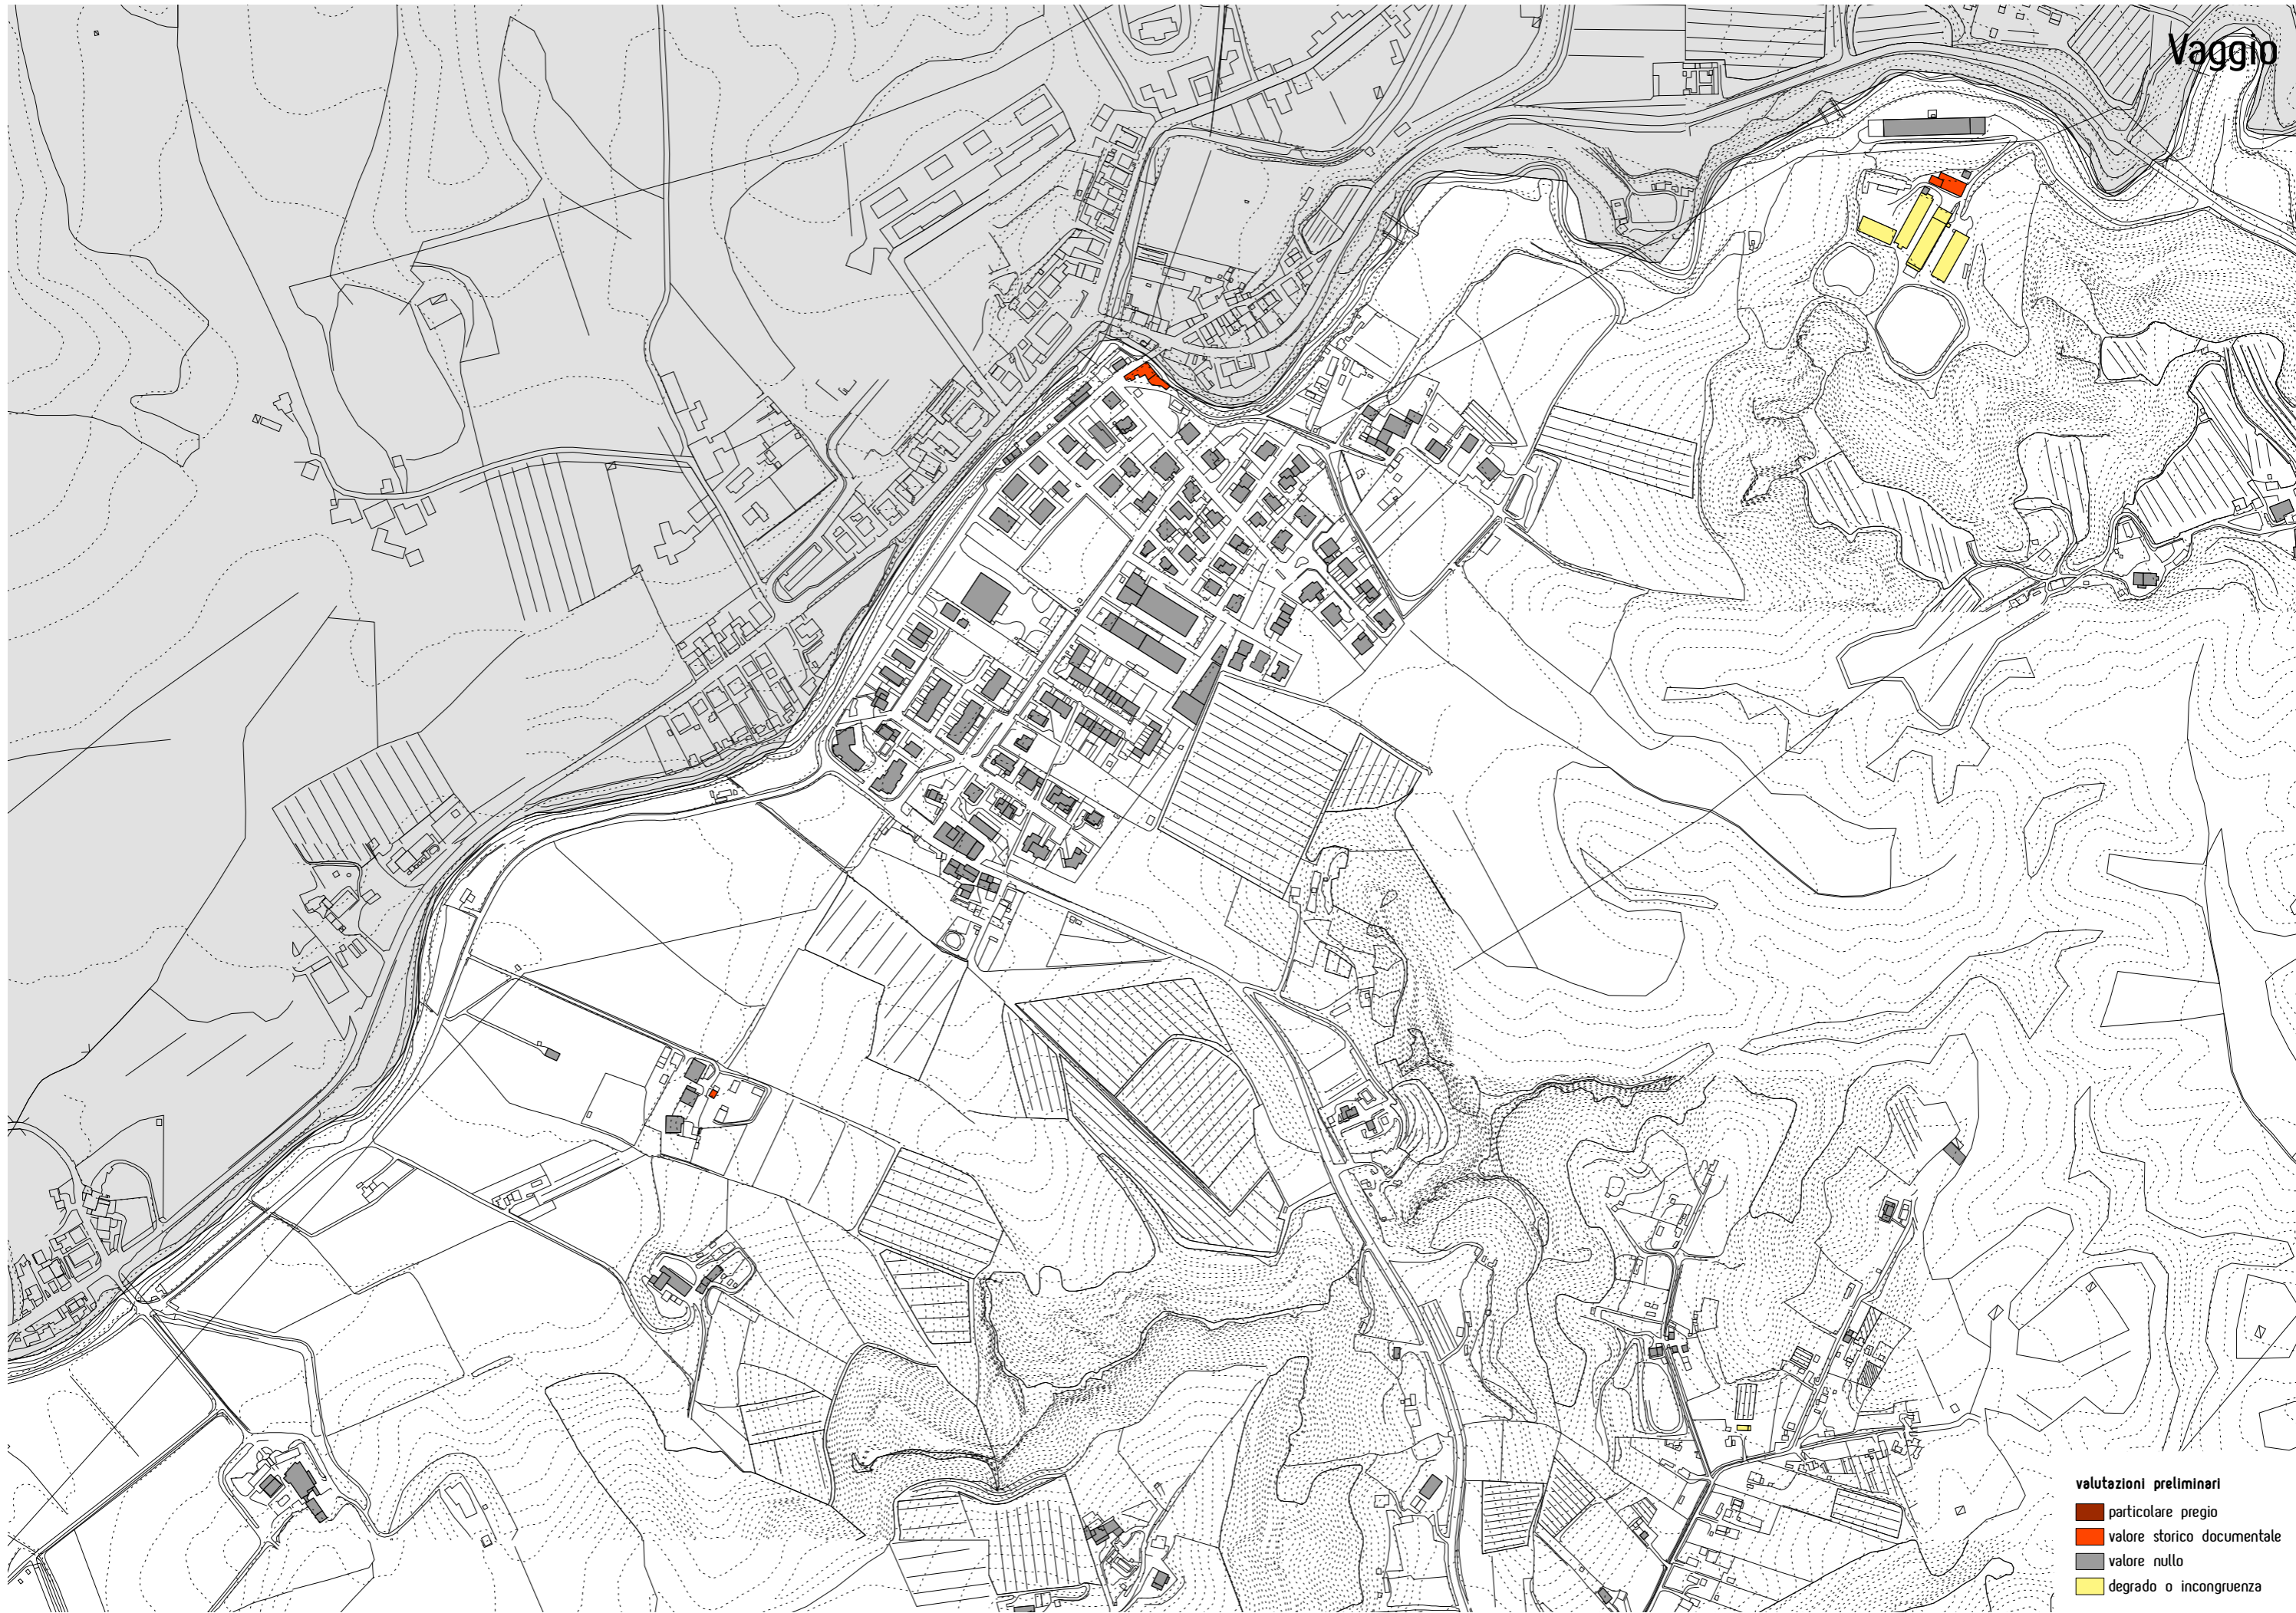 Vaggio
valutazioni preliminari
particolare pregio
valore storico documentale
valore nullo
degrado o incongruenza